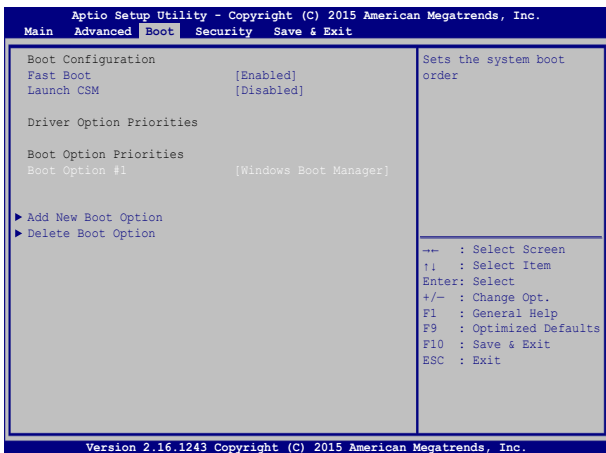 Aptio Setup Utility - Copyright (C) 2015 American Megatrends, Inc.
Main Advanced Boot Security Save & Exit
Boot Configuration
Fast Boot [Enabled]
Launch CSM [Disabled]
Driver Option Priorities
Boot Option Priorities
Boot Option #1 [Windows Boot Manager]
▶ Add New Boot Option
▶ Delete Boot Option
Sets the system boot
order
→← : Select Screen
↑↓ : Select Item
Enter: Select
+/— : Change Opt.
F1 : General Help
F9 : Optimized Defaults
F10 : Save & Exit
ESC : Exit
Version 2.16.1243 Copyright (C) 2015 American Megatrends, Inc.